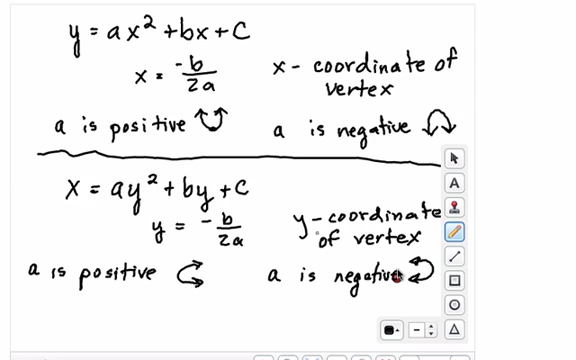 y = ax² + bx + c
x = -b/2a x - coordinate of vertex
a is positive a is negative
x = ay² + by + c
y = -b/2a y - coordinate of vertex
a is positive a is negative
A